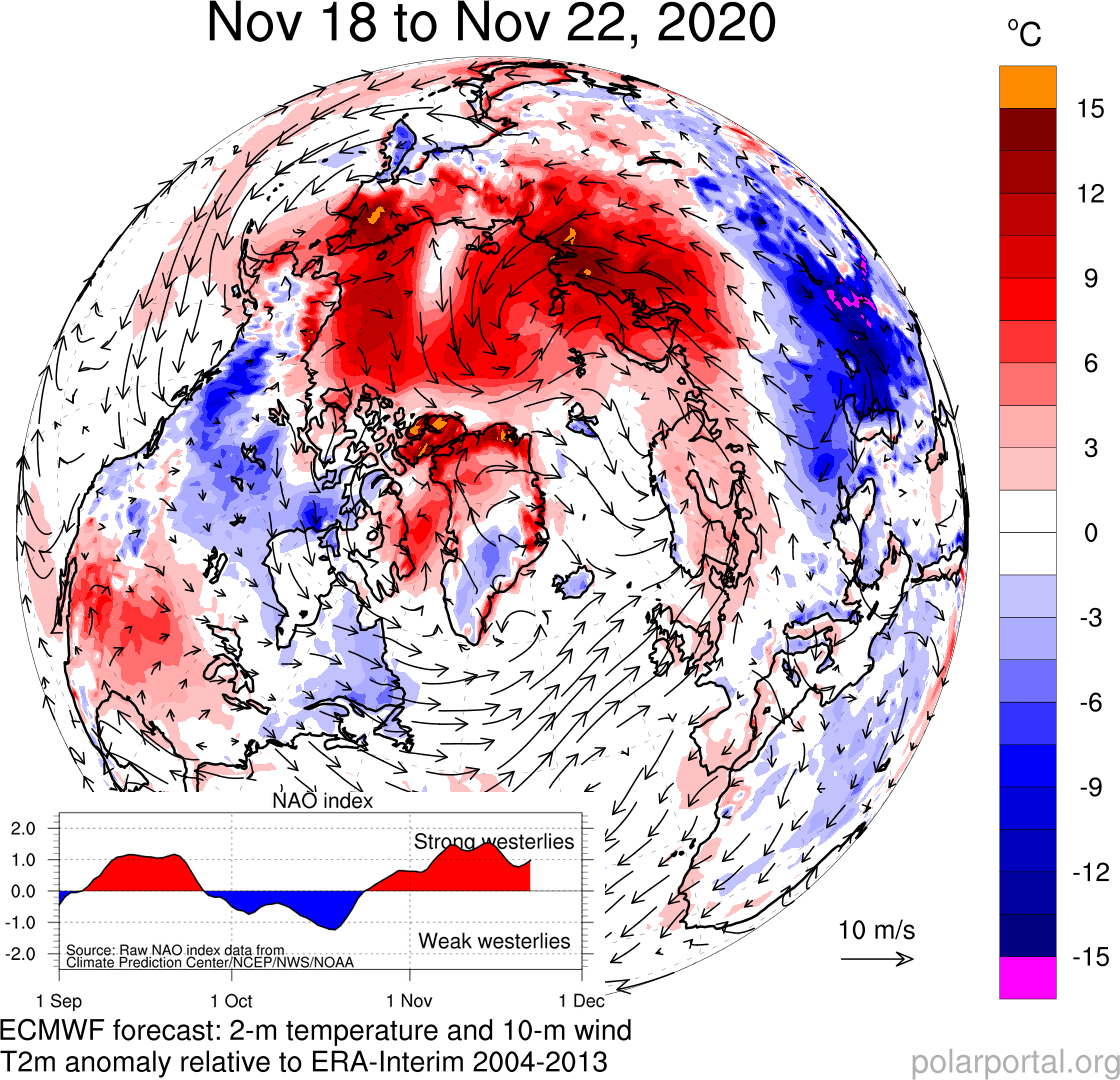 Nov 18 to Nov 22, 2020
oC
15
12
9
6
3
0
-3
-6
-9
-12
-15
10 m/s
NAO index
2.0
1.0
0.0
-1.0
-2.0
Strong westerlies
Weak westerlies
Source: Raw NAO index data from
Climate Prediction Center/NCEP/NWS/NOAA
1 Sep 1 Oct 1 Nov 1 Dec
ECMWF forecast: 2-m temperature and 10-m wind
T2m anomaly relative to ERA-Interim 2004-2013
polarportal.org